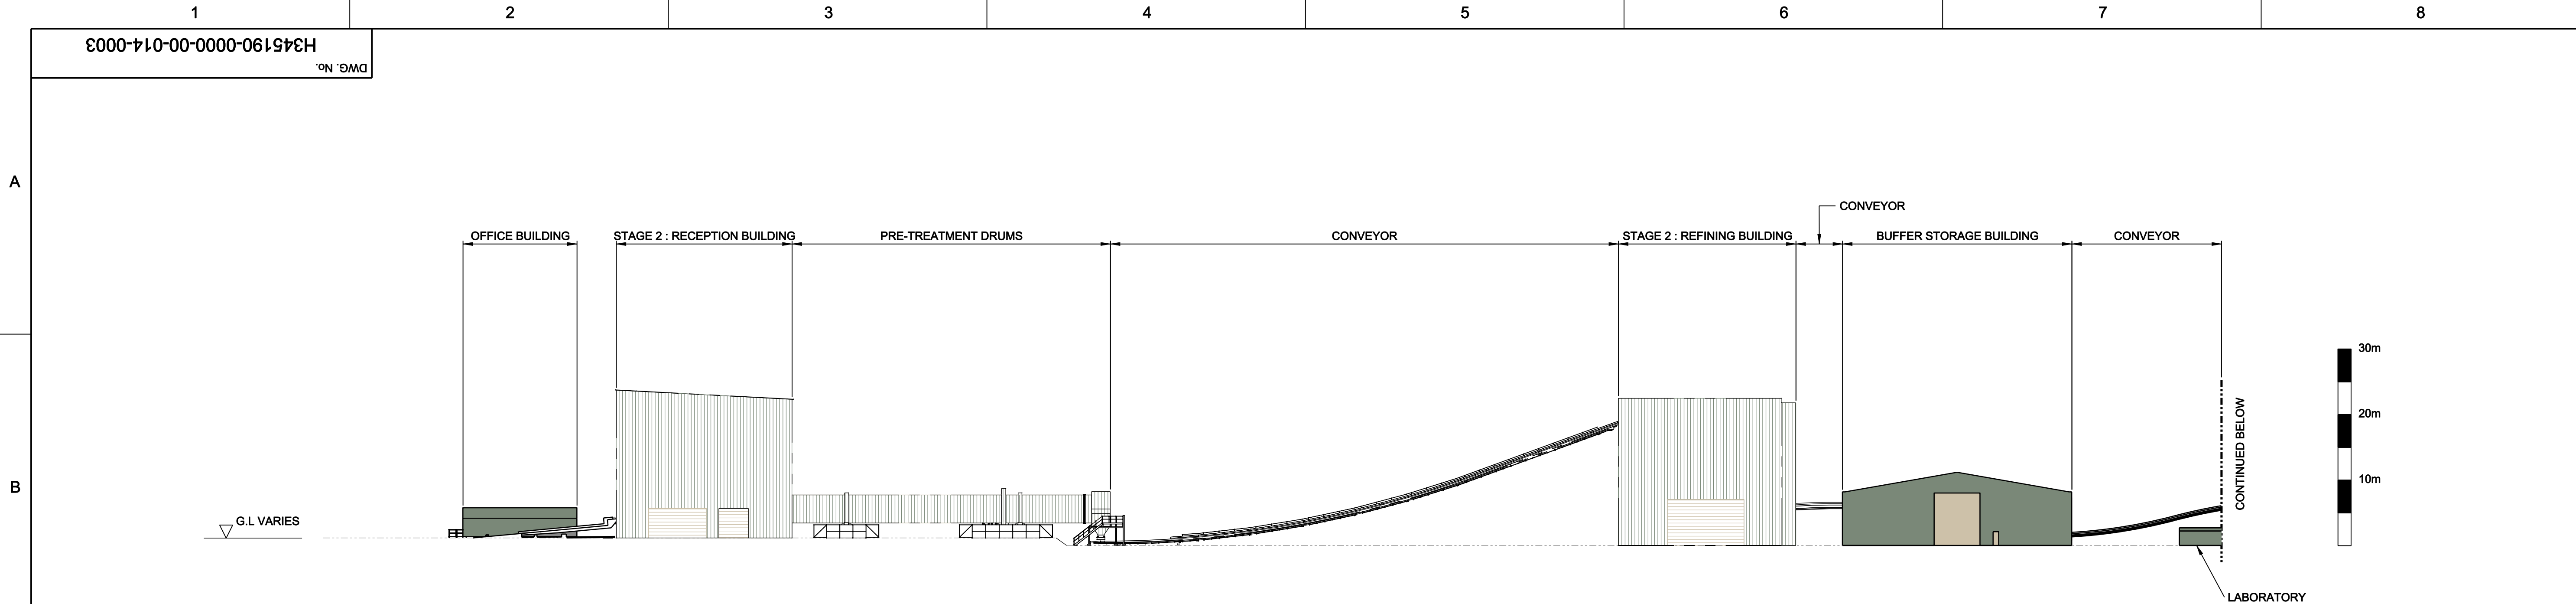 1 2 3 4 5 6 7 8
H345190-0000-00-014-0003
DWG. No.
A
CONVEYOR
OFFICE BUILDING STAGE 2 : RECEPTION BUILDING PRE-TREATMENT DRUMS CONVEYOR STAGE 2 : REFINING BUILDING BUFFER STORAGE BUILDING CONVEYOR
30m
20m
CONTINUED BELOW
10m
B
G.L VARIES
LABORATORY